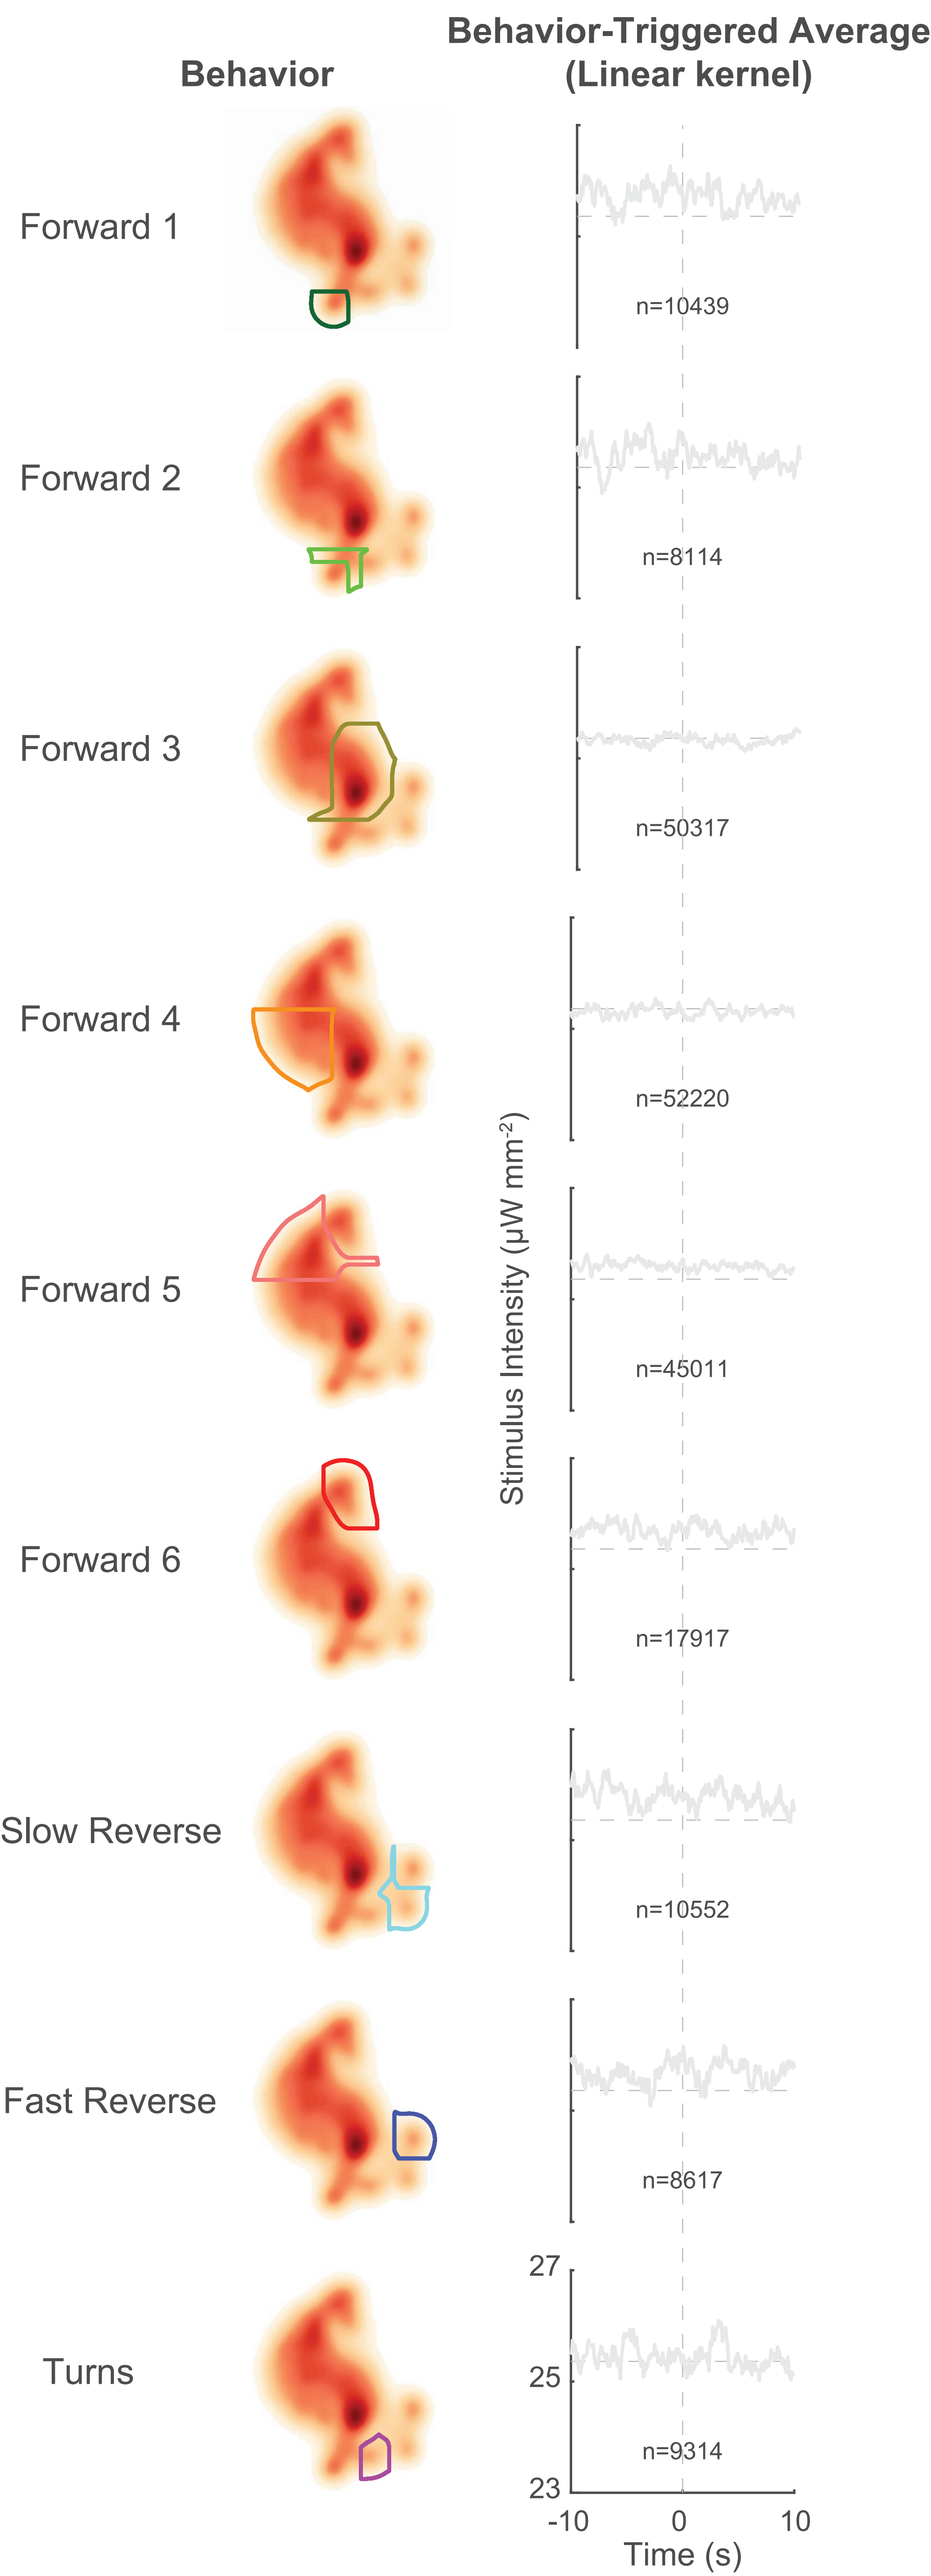 Behavior-Triggered Average
Behavior
(Linear kernel)
Forward 1
n=10439
Forward 2
n=8114
Forward 3
n=50317
Forward 4
n=52220
Stimulus Intensity (µW mm-2)
Forward 5
n=45011
Forward 6
n=17917
Slow Reverse
n=10552
Fast Reverse
n=8617
27
Turns
25
n=9314
23
-10 0 10
Time (s)